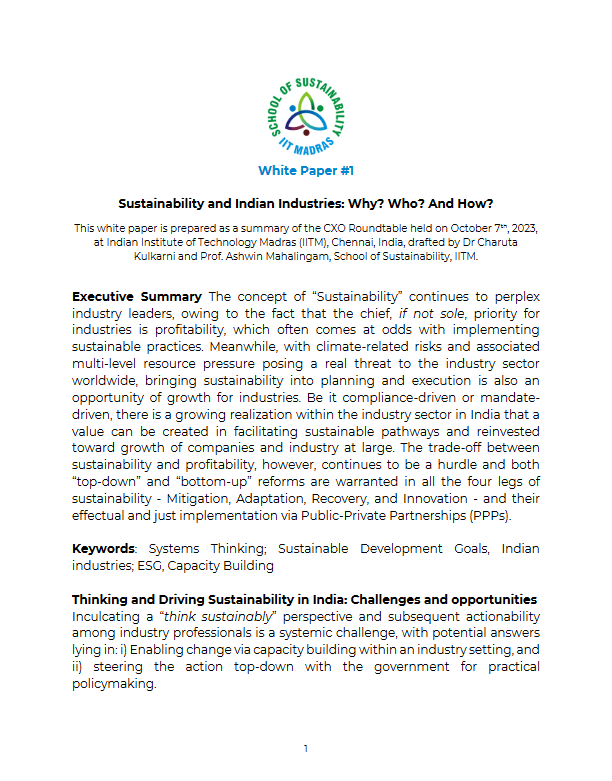 SCHOOL OF SUSTAINABILITY
IIT MADRAS
White Paper #1
Sustainability and Indian Industries: Why? Who? And How?
This white paper is prepared as a summary of the CXO Roundtable held on October 7th, 2023,
at Indian Institute of Technology Madras (IITM), Chennai, India, drafted by Dr Charuta
Kulkarni and Prof. Ashwin Mahalingam, School of Sustainability, IITM.
Executive Summary The concept of “Sustainability” continues to perplex
industry leaders, owing to the fact that the chief, if not sole, priority for
industries is profitability, which often comes at odds with implementing
sustainable practices. Meanwhile, with climate-related risks and associated
multi-level resource pressure posing a real threat to the industry sector
worldwide, bringing sustainability into planning and execution is also an
opportunity of growth for industries. Be it compliance-driven or mandate-
driven, there is a growing realization within the industry sector in India that a
value can be created in facilitating sustainable pathways and reinvested
toward growth of companies and industry at large. The trade-off between
sustainability and profitability, however, continues to be a hurdle and both
“top-down” and “bottom-up” reforms are warranted in all the four legs of
sustainability - Mitigation, Adaptation, Recovery, and Innovation - and their
effectual and just implementation via Public-Private Partnerships (PPPs).
Keywords: Systems Thinking; Sustainable Development Goals, Indian
industries; ESG, Capacity Building
Thinking and Driving Sustainability in India: Challenges and opportunities
Inculcating a “think sustainably” perspective and subsequent actionability
among industry professionals is a systemic challenge, with potential answers
lying in: i) Enabling change via capacity building within an industry setting, and
ii) steering the action top-down with the government for practical
policymaking.
1